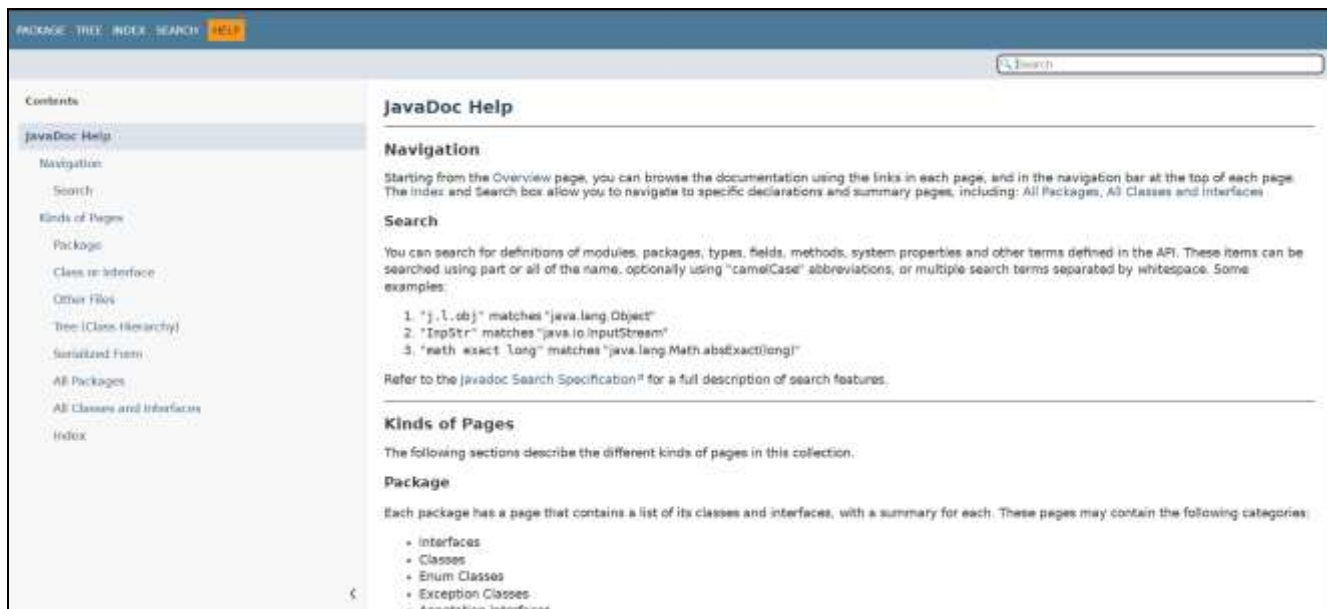 PACKAGE TREE INDEX SEARCH HELP
Search
Contents
JavaDoc Help
Navigation
Search
Kinds of Pages
Package
Class or Interface
Other Files
Tree (Class Hierarchy)
Serialized Form
All Packages
All Classes and Interfaces
Index
JavaDoc Help
Navigation
Starting from the Overview page, you can browse the documentation using the links in each page, and in the navigation bar at the top of each page.
The Index and Search box allow you to navigate to specific declarations and summary pages, including: All Packages, All Classes and Interfaces
Search
You can search for definitions of modules, packages, types, fields, methods, system properties and other terms defined in the API. These items can be
searched using part or all of the name, optionally using "camelCase" abbreviations, or multiple search terms separated by whitespace. Some
examples:
1. "j.l.obj" matches "java.lang.Object"
2. "InpStr" matches "java.io.InputStream"
3. "math exact long" matches "java.lang.Math.absExact(long)"
Refer to the Javadoc Search Specification for a full description of search features.
Kinds of Pages
The following sections describe the different kinds of pages in this collection.
Package
Each package has a page that contains a list of its classes and interfaces, with a summary for each. These pages may contain the following categories:
• Interfaces
• Classes
• Enum Classes
• Exception Classes
• Annotation Interfaces